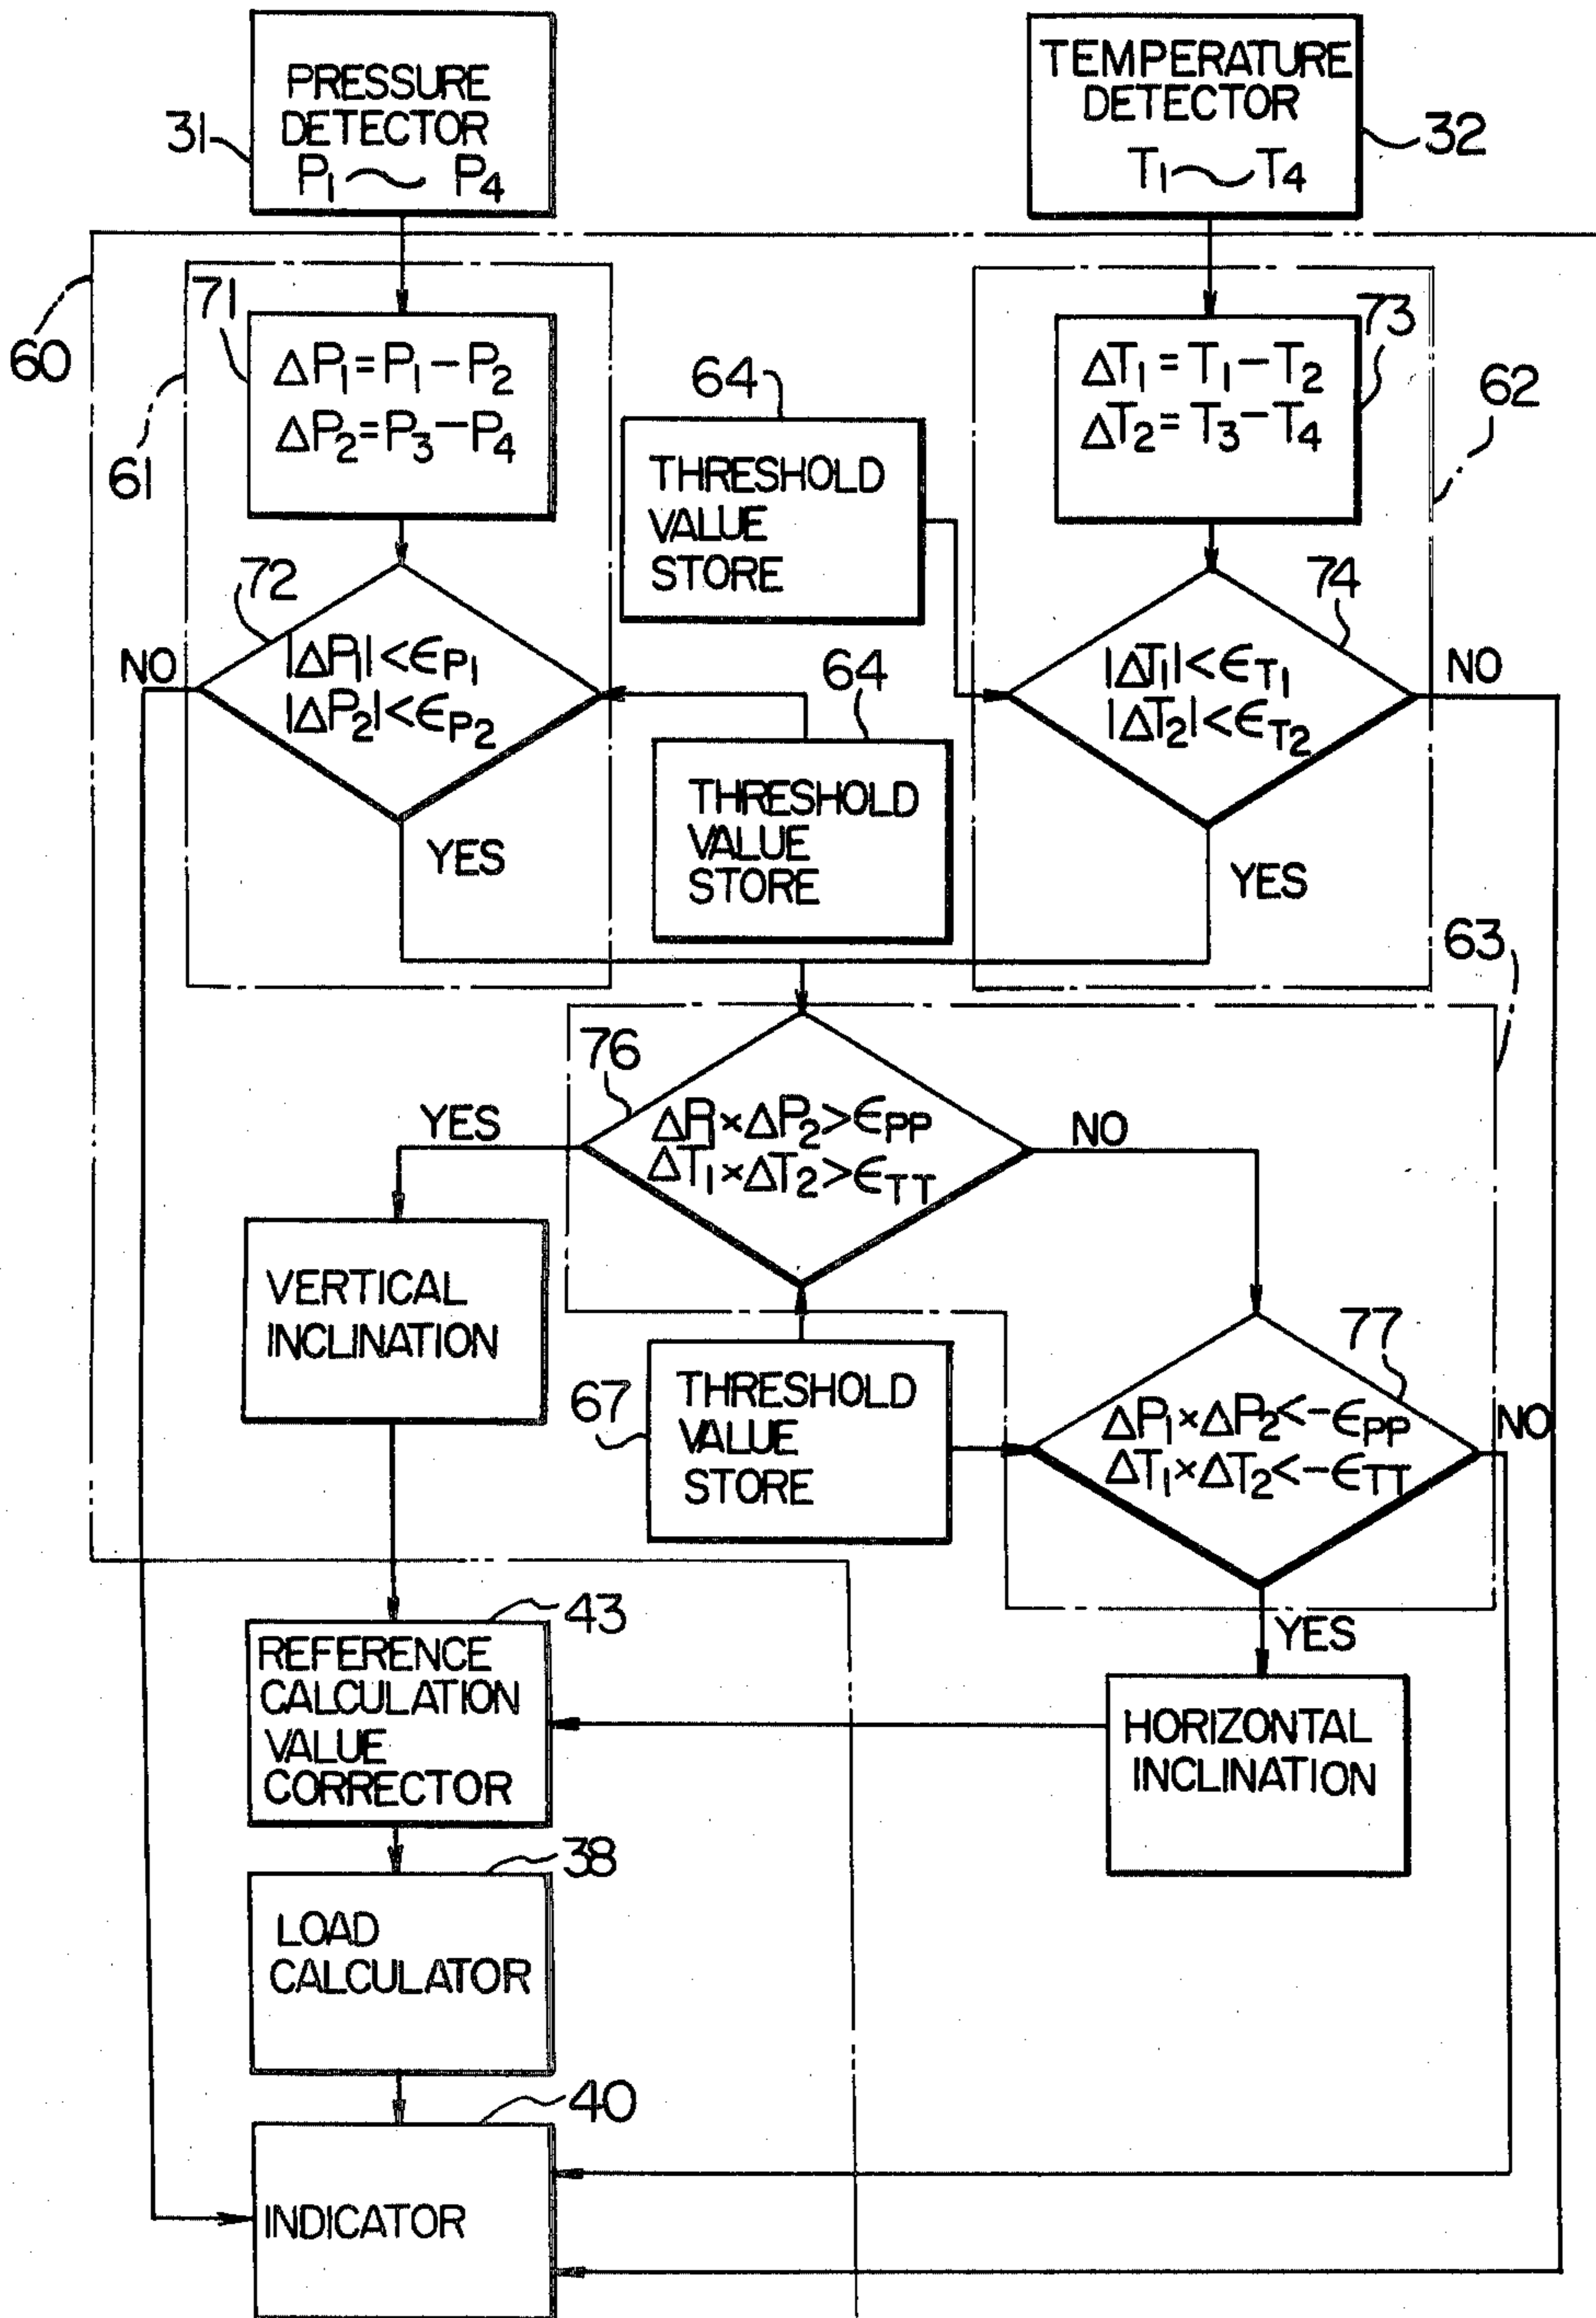 PRESSURE
DETECTOR
P₁ ~ P₄
31
TEMPERATURE
DETECTOR
T₁ ~ T₄
32
60
61
71
ΔP₁=P₁−P₂
ΔP₂=P₃−P₄
64
THRESHOLD
VALUE
STORE
73
ΔT₁=T₁−T₂
ΔT₂=T₃−T₄
62
72
NO
|ΔP₁|<ϵP₁
|ΔP₂|<ϵP₂
YES
64
THRESHOLD
VALUE
STORE
74
|ΔT₁|<ϵT₁
|ΔT₂|<ϵT₂
NO
YES
63
76
YES
ΔP₁×ΔP₂>ϵPP
ΔT₁×ΔT₂>ϵTT
NO
VERTICAL
INCLINATION
67
THRESHOLD
VALUE
STORE
77
ΔP₁×ΔP₂<−ϵPP
ΔT₁×ΔT₂<−ϵTT
NO
YES
43
REFERENCE
CALCULATION
VALUE
CORRECTOR
HORIZONTAL
INCLINATION
38
LOAD
CALCULATOR
40
INDICATOR